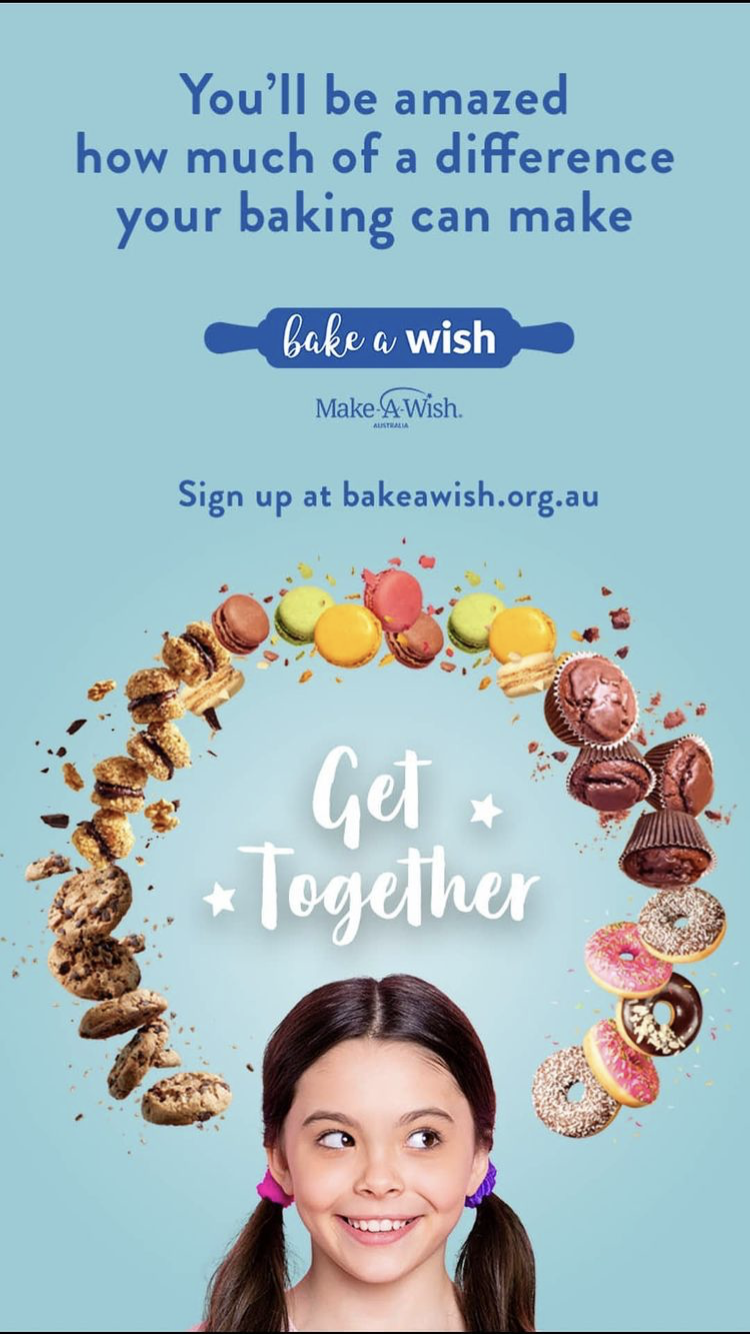 You’ll be amazed
how much of a difference
your baking can make
bake a wish
Make-A-Wish.
AUSTRALIA
Sign up at bakeawish.org.au
Get
Together